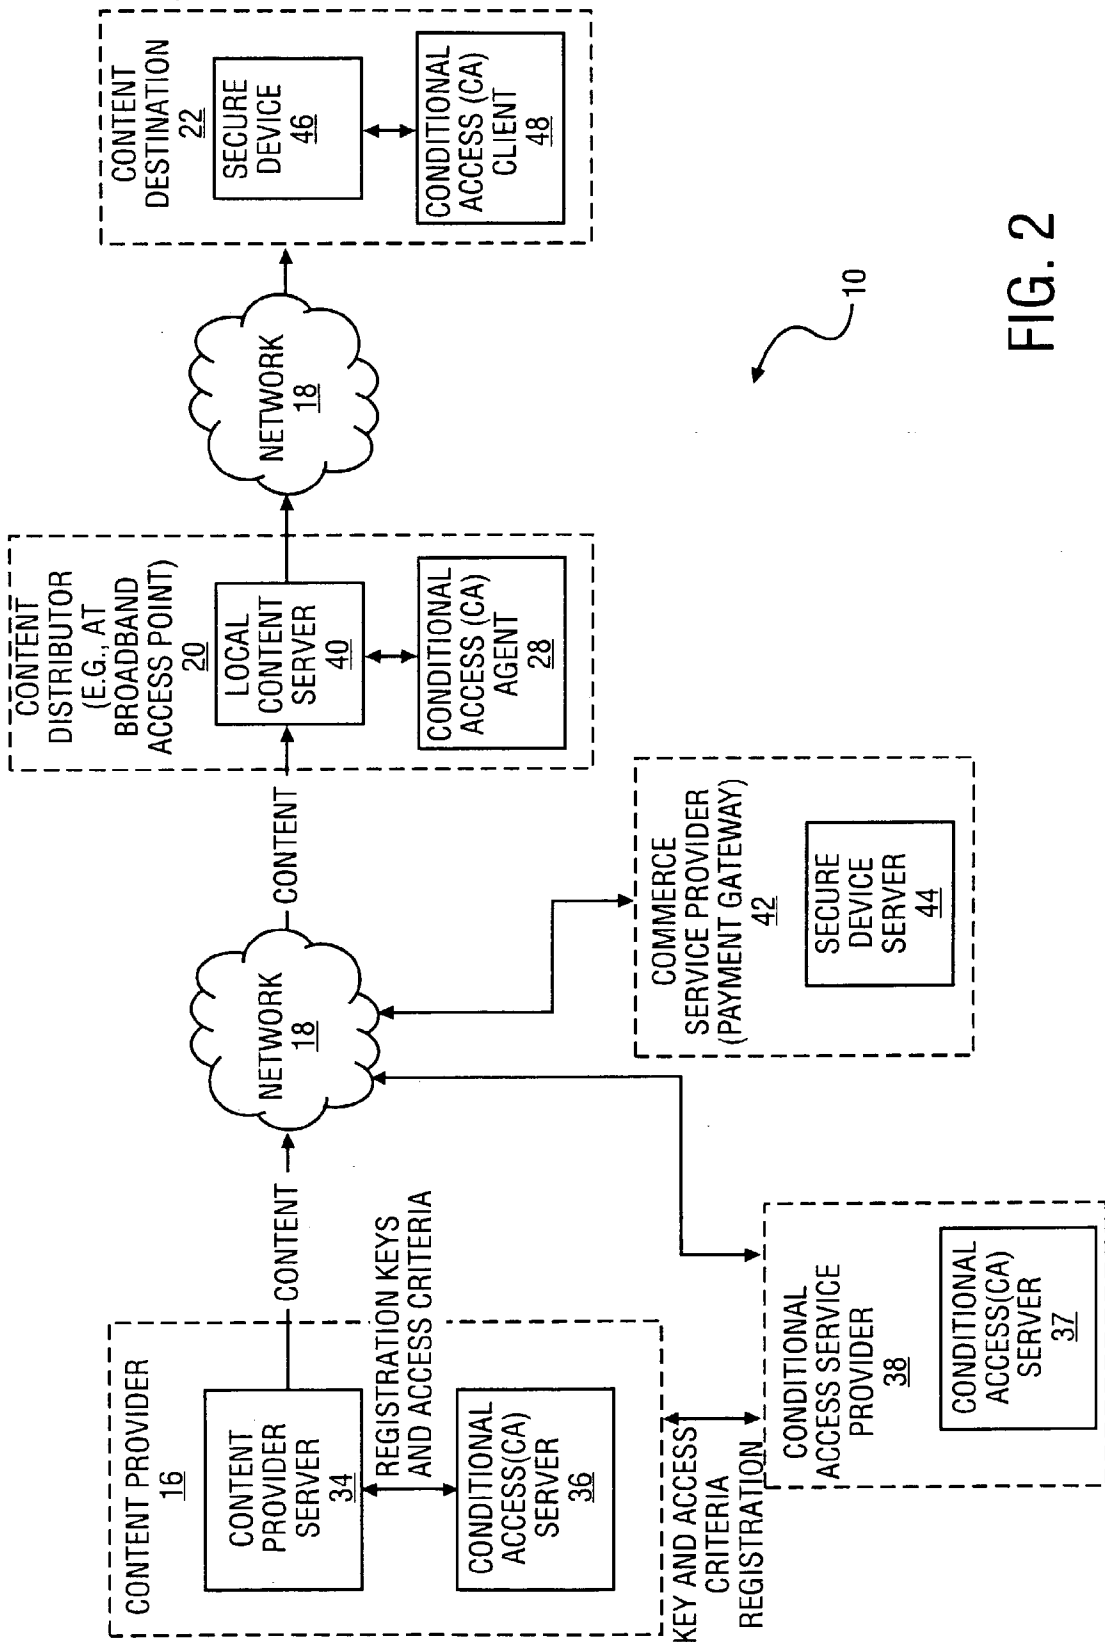 CONTENT PROVIDER
16
CONTENT
PROVIDER
SERVER
34
REGISTRATION KEYS
AND ACCESS CRITERIA
CONDITIONAL
ACCESS(CA)
SERVER
36
KEY AND ACCESS
CRITERIA
REGISTRATION
CONDITIONAL
ACCESS SERVICE
PROVIDER
38
CONDITIONAL
ACCESS(CA)
SERVER
37
CONTENT
NETWORK
18
COMMERCE
SERVICE PROVIDER
(PAYMENT GATEWAY)
42
SECURE
DEVICE
SERVER
44
CONTENT
CONTENT
DISTRIBUTOR
(E.G., AT
BROADBAND
ACCESS POINT)
20
LOCAL
CONTENT
SERVER
40
CONDITIONAL
ACCESS (CA)
AGENT
28
NETWORK
18
CONTENT
DESTINATION
22
SECURE
DEVICE
46
CONDITIONAL
ACCESS (CA)
CLIENT
48
10
FIG. 2